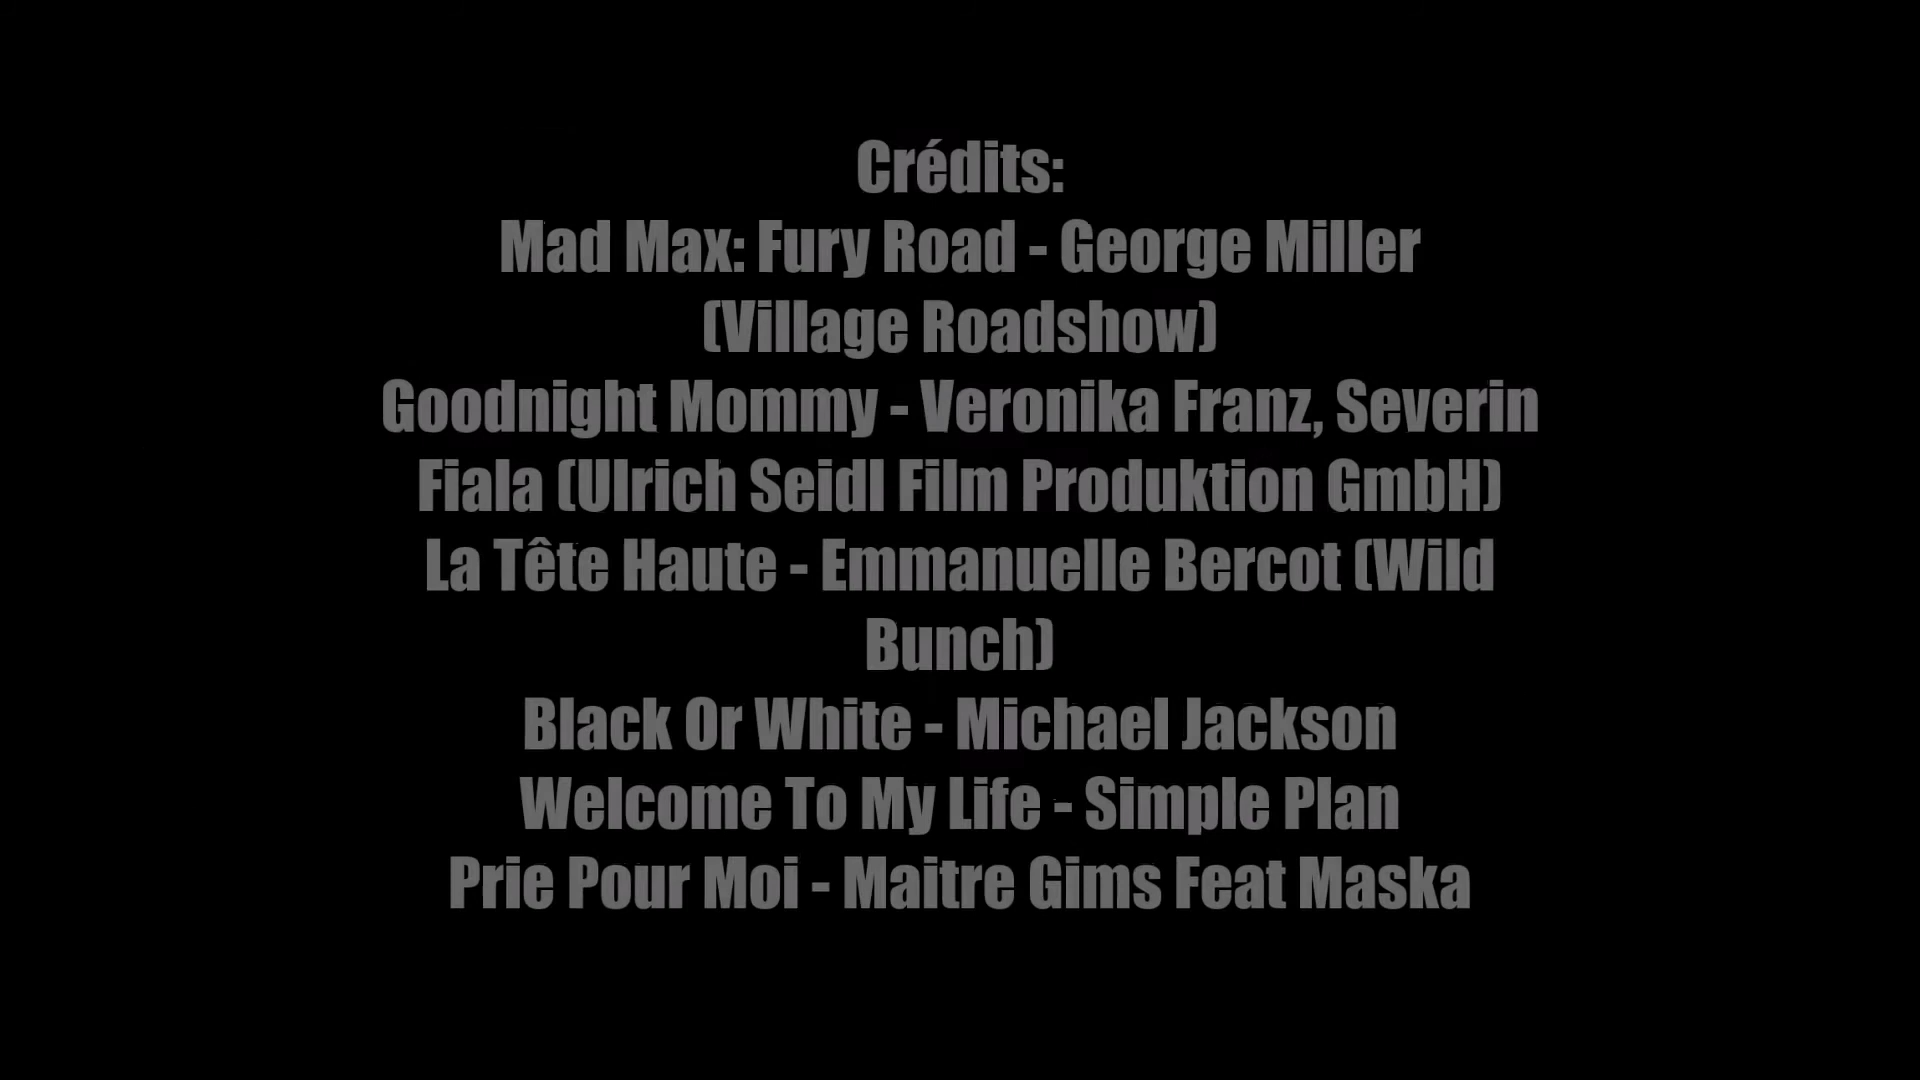 Crédits:
Mad Max: Fury Road - George Miller
(Village Roadshow)
Goodnight Mommy - Veronika Franz, Severin
Fiala (Ulrich Seidl Film Produktion GmbH)
La Tête Haute - Emmanuelle Bercot (Wild
Bunch)
Black Or White - Michael Jackson
Welcome To My Life - Simple Plan
Prie Pour Moi - Maitre Gims Feat Maska